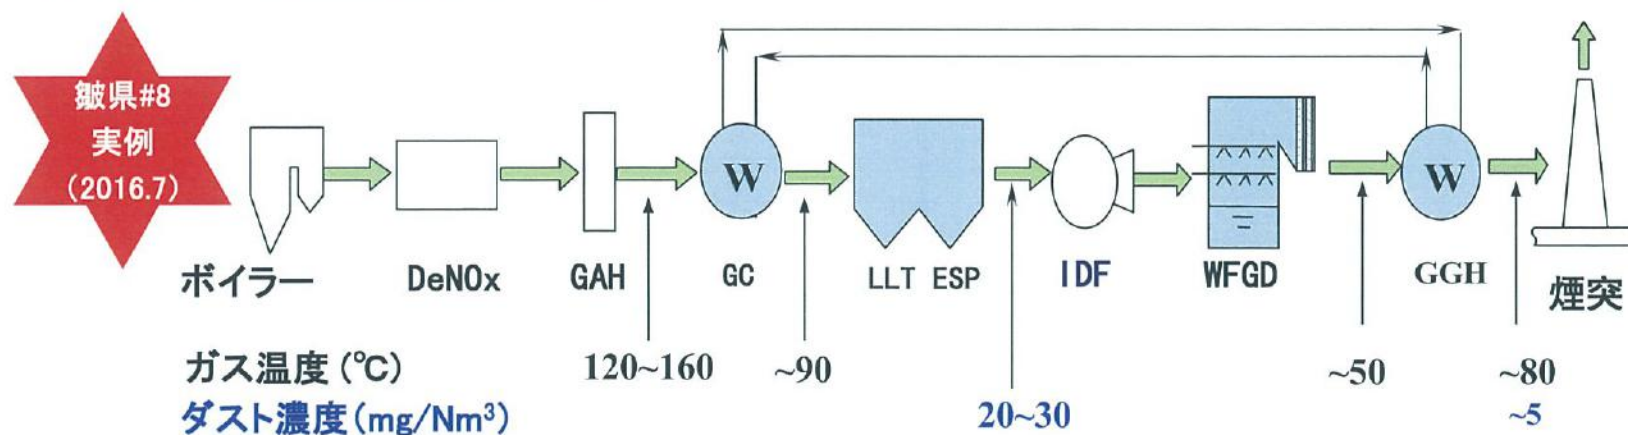 皺県#8
実例
(2016.7)
W
W
ボイラー
DeNOx
GAH
GC
LLT ESP
IDF
WFGD
GGH
煙突
ガス温度(℃)
120~160
~90
~50
~80
ダスト濃度(mg/Nm³)
20~30
~5